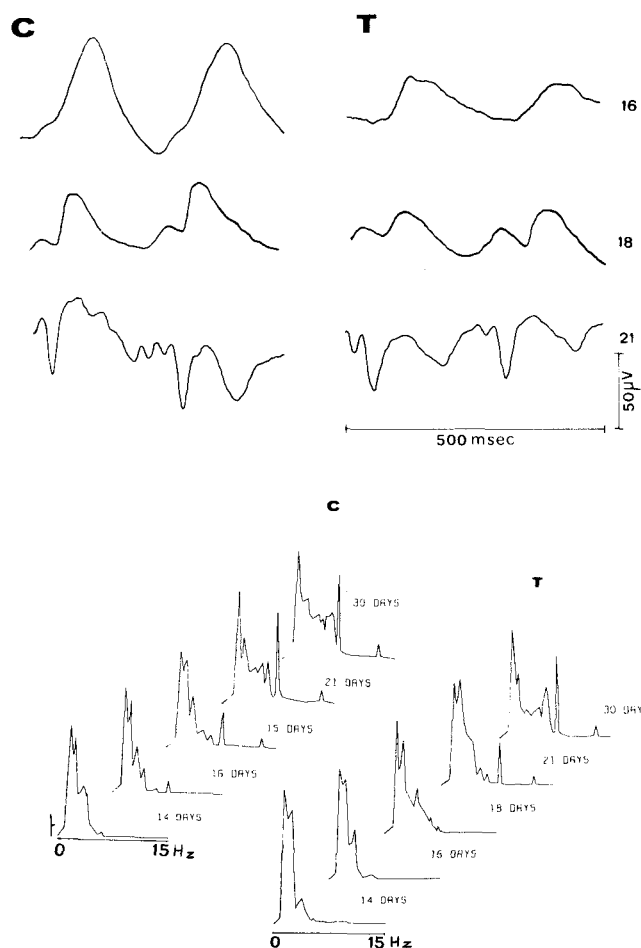 C
T
16
18
21
50μV
500 msec
C
T
30 DAYS
21 DAYS
15 DAYS
16 DAYS
14 DAYS
0 15 Hz
30 DAY
21 DAYS
18 DAYS
16 DAYS
14 DAYS
0 15 Hz